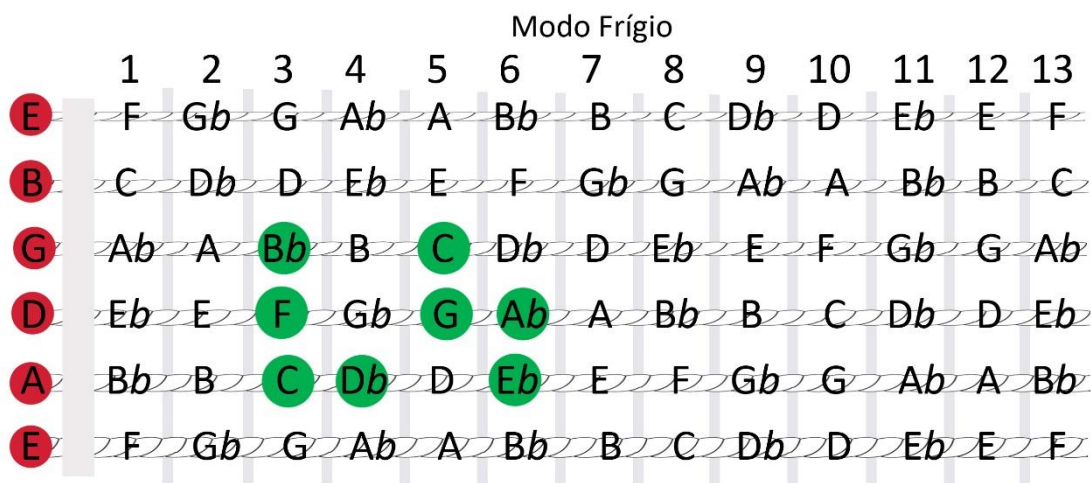 Modo Frígio
1 2 3 4 5 6 7 8 9 10 11 12 13
E F Gb G Ab A Bb B C Db D Eb E F
B C Db D Eb E F Gb G Ab A Bb B C
G Ab A Bb B C Db D Eb E F Gb G Ab
D Eb E F Gb G Ab A Bb B C Db D Eb
A Bb B C Db D Eb E F Gb G Ab A Bb
E F Gb G Ab A Bb B C Db D Eb E F